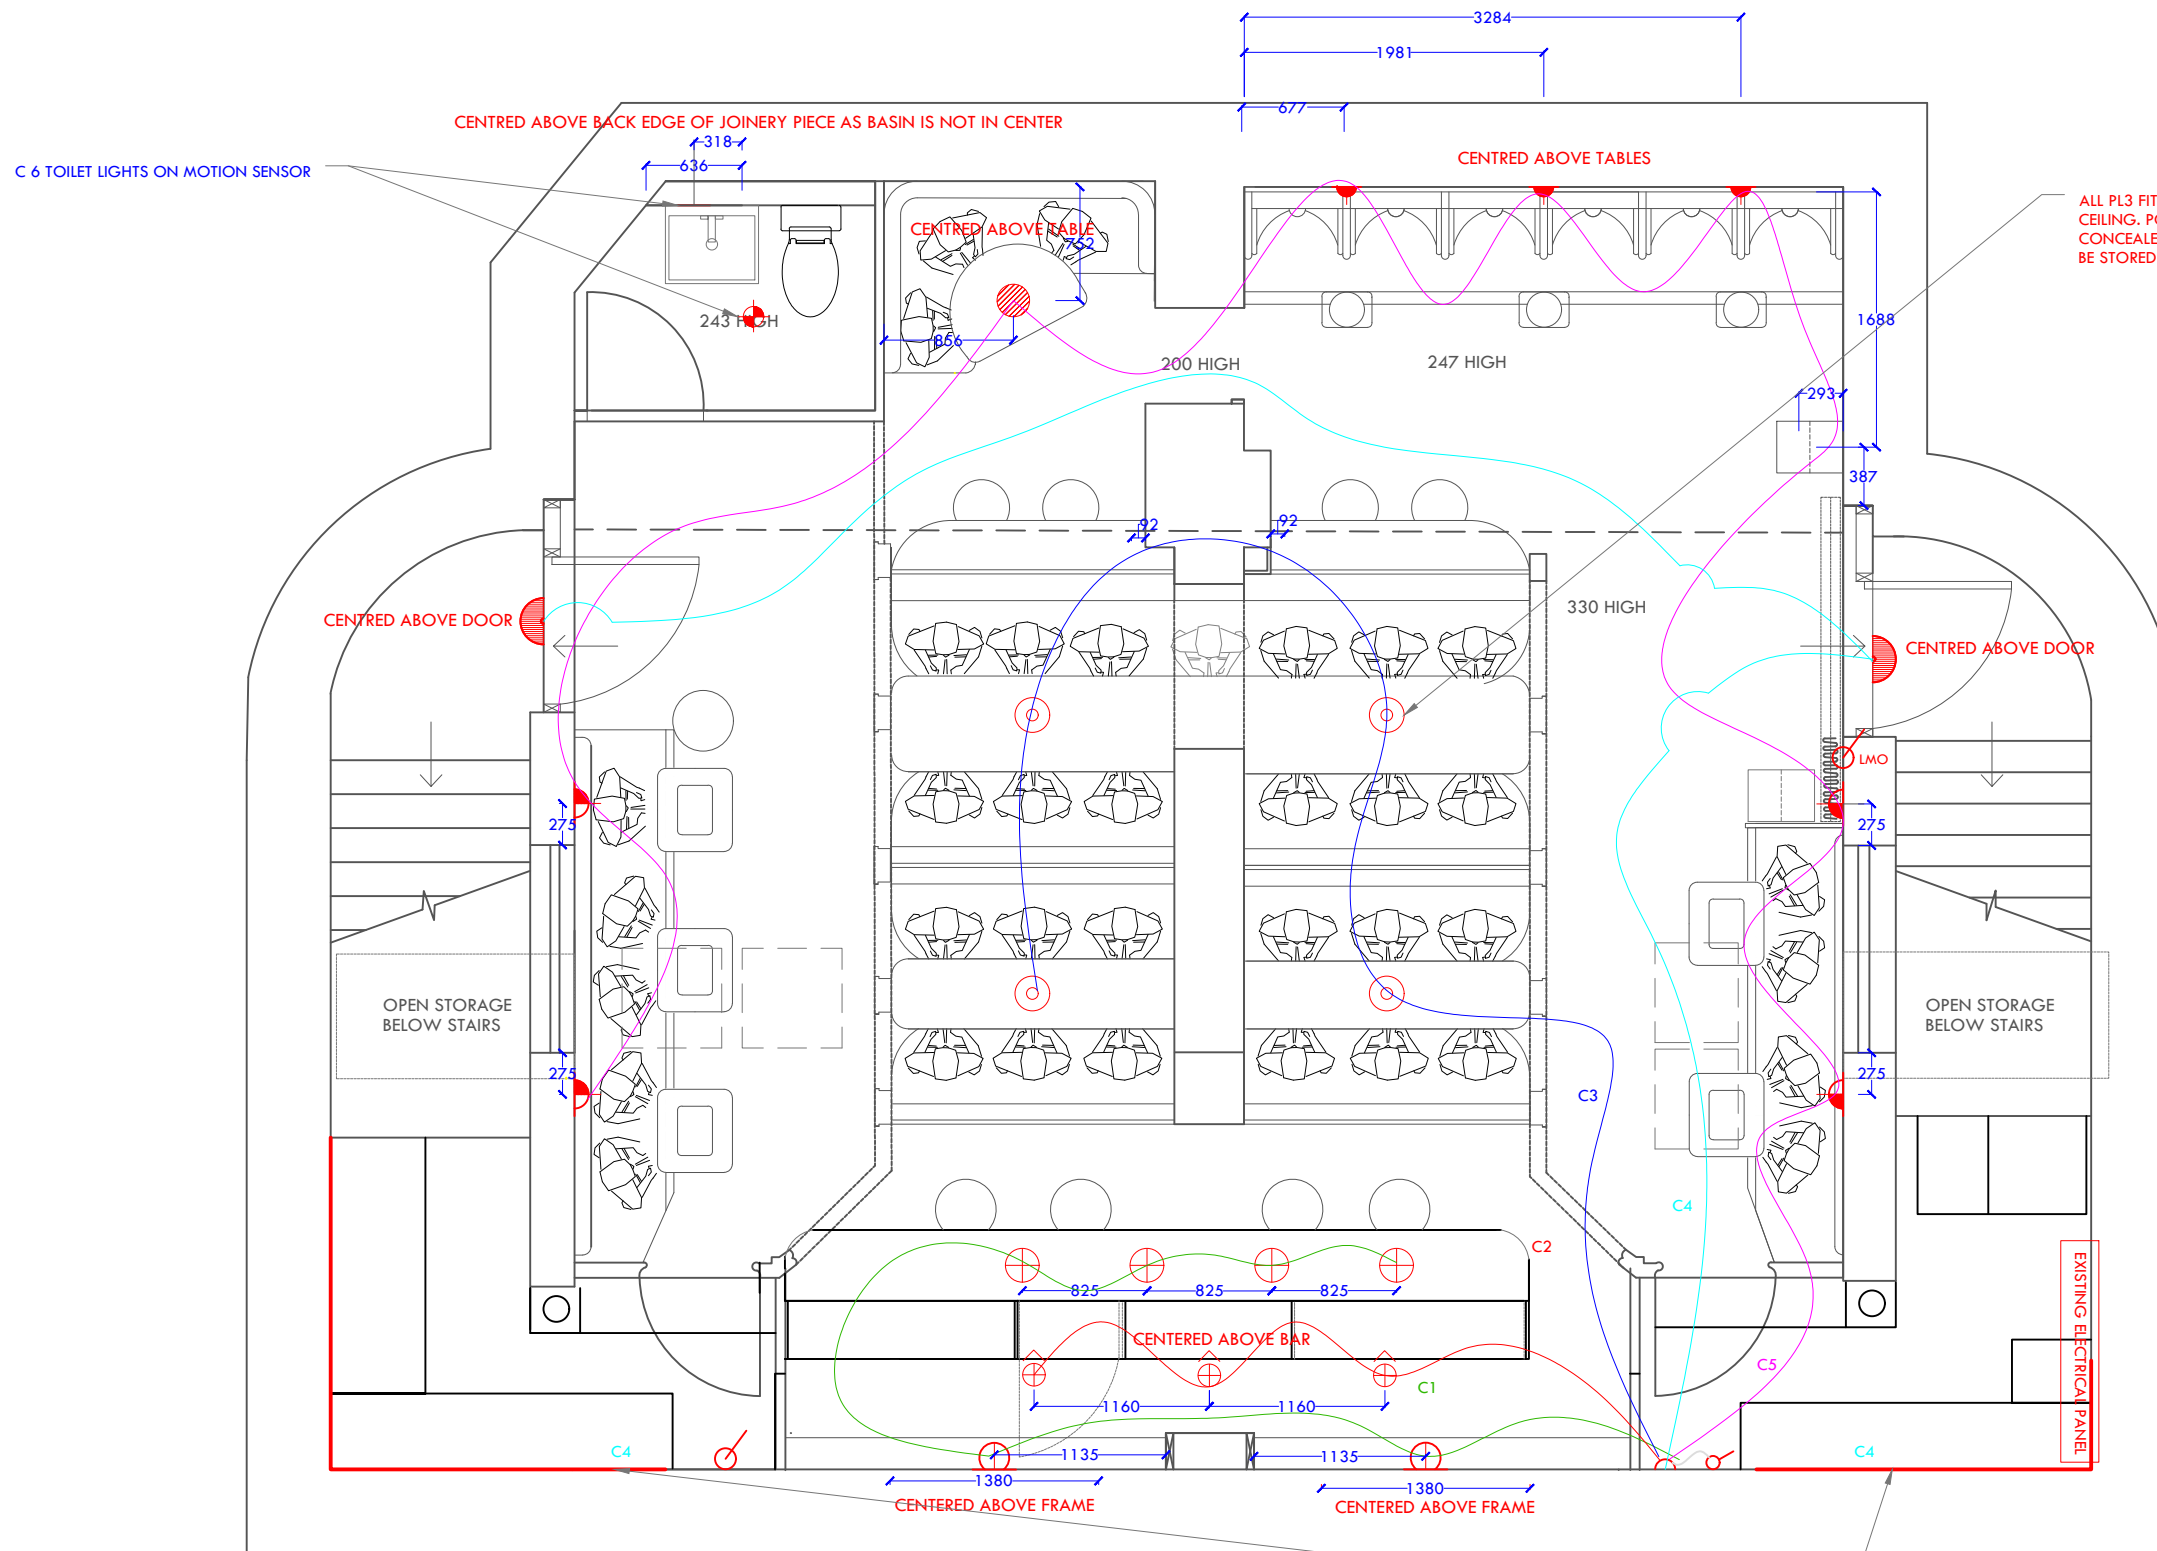 3284
1981
677
CENTRED ABOVE BACK EDGE OF JOINERY PIECE AS BASIN IS NOT IN CENTER
318
636
C 6 TOILET LIGHTS ON MOTION SENSOR
CENTRED ABOVE TABLES
ALL PL3 FIT
CEILING. PO
CONCEALE
BE STORED
CENTRED ABOVE TABLE
752
243 HIGH
856
200 HIGH
247 HIGH
1688
293
387
92
92
330 HIGH
CENTRED ABOVE DOOR
CENTRED ABOVE DOOR
LMO
275
275
OPEN STORAGE
BELOW STAIRS
OPEN STORAGE
BELOW STAIRS
275
275
C3
C4
C2
825
825
825
CENTERED ABOVE BAR
C5
C1
1160
1160
EXISTING ELECTRICAL PANEL
C4
1135
1135
C4
1380
1380
CENTERED ABOVE FRAME
CENTERED ABOVE FRAME